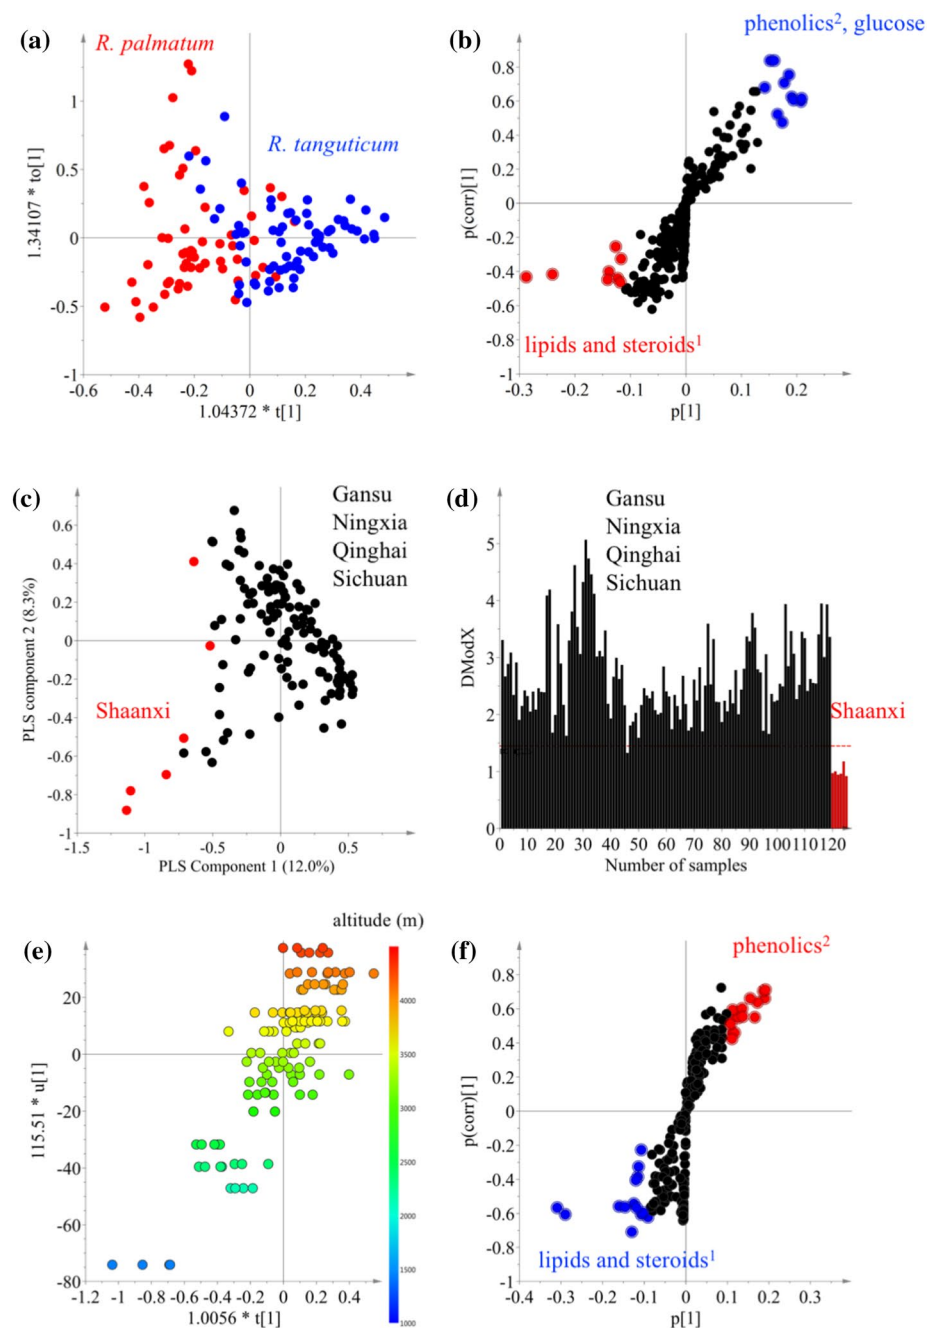 (a)
R. palmatum
R. tanguticum
1
0.5
0
-0.5
-1
-0.6 -0.4 -0.2 0 0.2 0.4
1.34107 * to[1]
1.04372 * t[1]
(b)
phenolics², glucose
0.8
0.6
0.4
0.2
0
-0.2
-0.4
-0.6
-0.8
-1
-0.3 -0.2 -0.1 0 0.1 0.2
p(corr)[1]
p[1]
lipids and steroids¹
(c)
Gansu
Ningxia
Qinghai
Sichuan
Shaanxi
0.6
0.4
0.2
0
-0.2
-0.4
-0.6
-0.8
-1
-1.5 -1 -0.5 0 0.5
PLS component 2 (8.3%)
PLS Component 1 (12.0%)
(d)
Gansu
Ningxia
Qinghai
Sichuan
Shaanxi
5
4
3
2
1
0
0 10 20 30 40 50 60 70 80 90 100 110 120
DModX
Number of samples
(e)
altitude (m)
4000
3500
3000
2500
2000
1500
1000
20
0
-20
-40
-60
-80
-1.2 -1 -0.8 -0.6 -0.4 -0.2 0 0.2 0.4
115.51 * u[1]
1.0056 * t[1]
(f)
phenolics²
0.8
0.6
0.4
0.2
0
-0.2
-0.4
-0.6
-0.8
-1
-0.4 -0.3 -0.2 -0.1 0 0.1 0.2 0.3
p(corr)[1]
p[1]
lipids and steroids¹